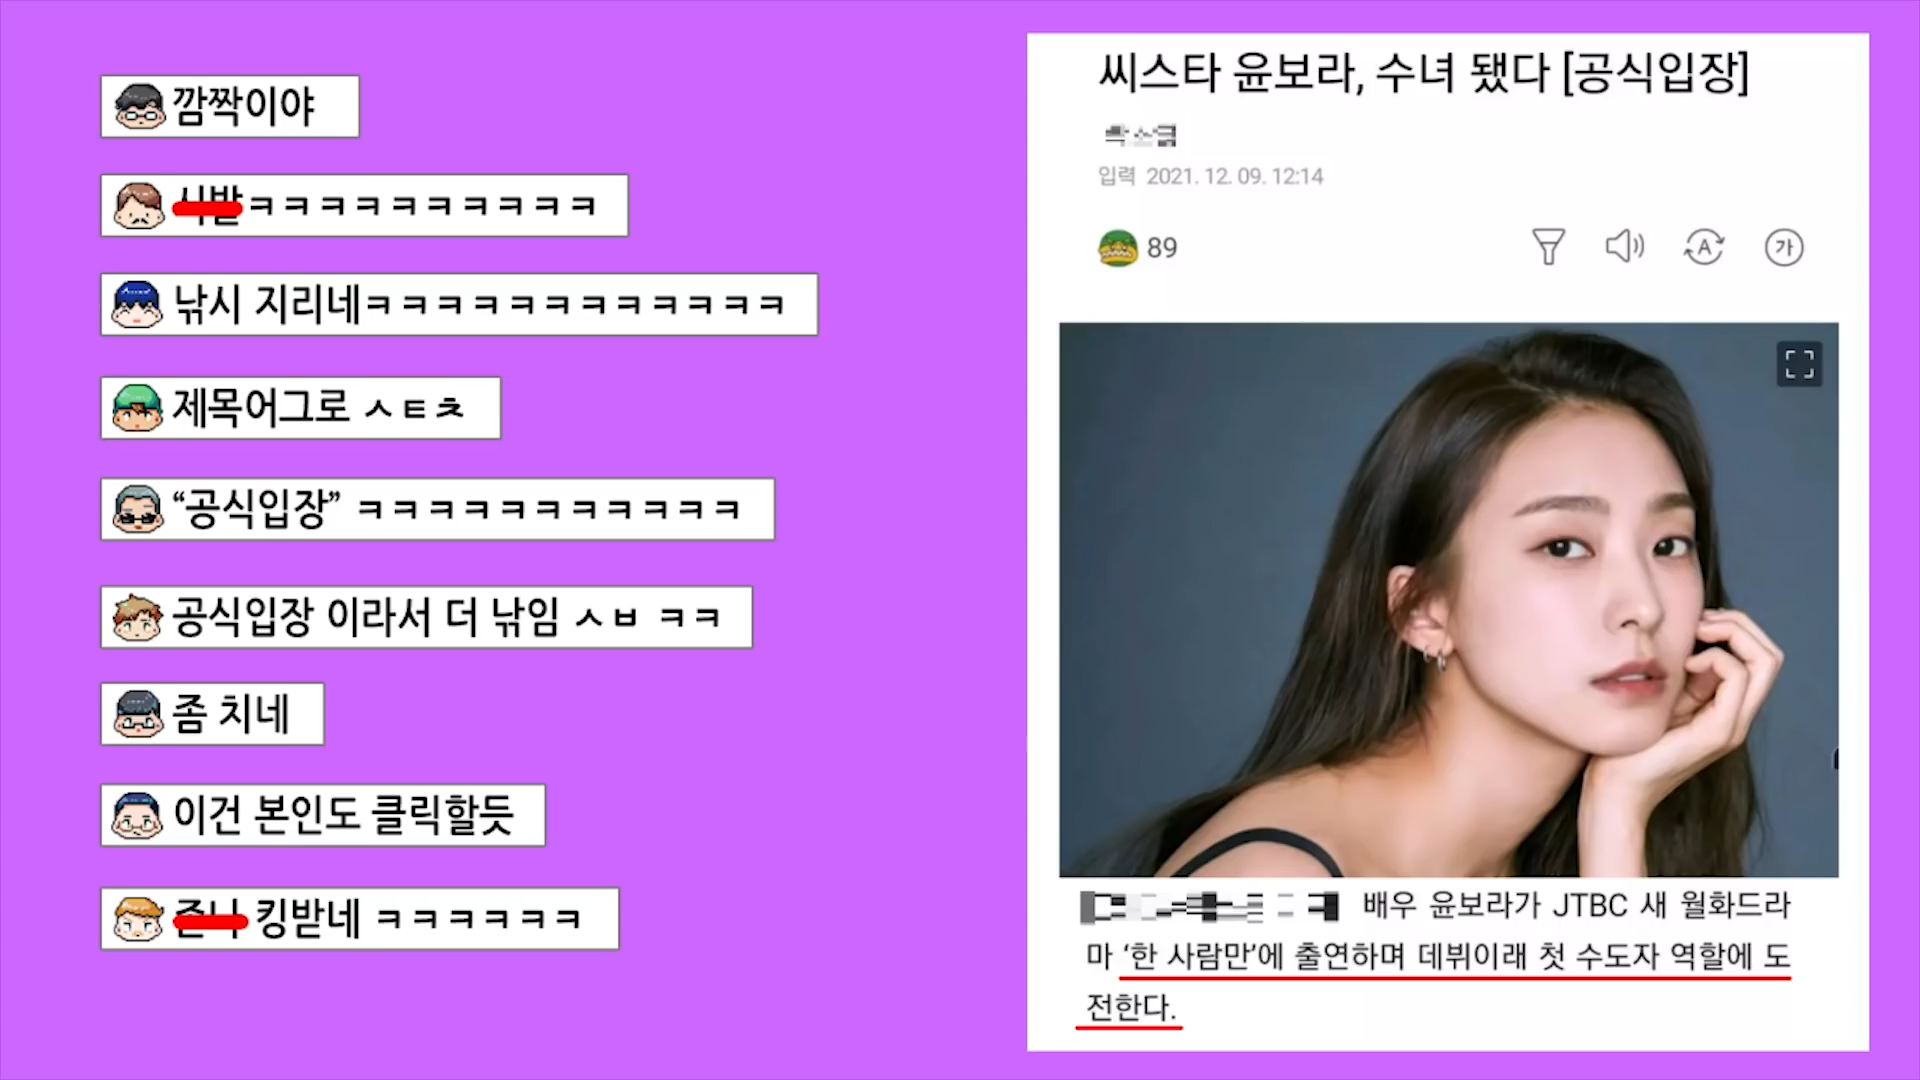 깜짝이야
ㅋㅋㅋㅋㅋㅋㅋㅋㅋㅋ
낚시 지리네ㅋㅋㅋㅋㅋㅋㅋㅋㅋㅋㅋㅋ
제목어그로 ㅅㅌㅊ
“공식입장” ㅋㅋㅋㅋㅋㅋㅋㅋㅋㅋㅋ
공식입장 이라서 더 낚임 ㅅㅂ ㅋㅋ
좀 치네
이건 본인도 클릭할듯
킹받네 ㅋㅋㅋㅋㅋㅋ
씨스타 윤보라, 수녀 됐다 [공식입장]
입력 2021. 12. 09. 12:14
89
A
가
배우 윤보라가 JTBC 새 월화드라
마 ‘한 사람만’에 출연하며 데뷔이래 첫 수도자 역할에 도
전한다.